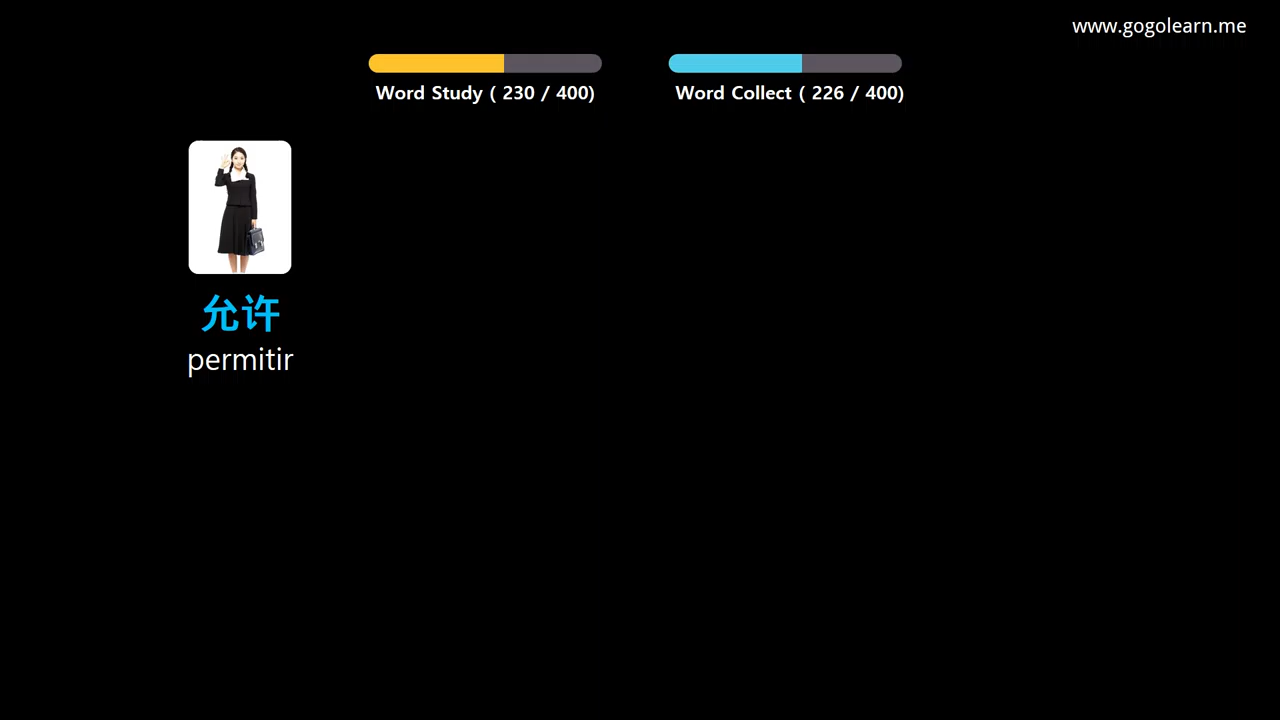 www.gogolearn.me
Word Study ( 230 / 400)
Word Collect ( 226 / 400)
允许
permitir